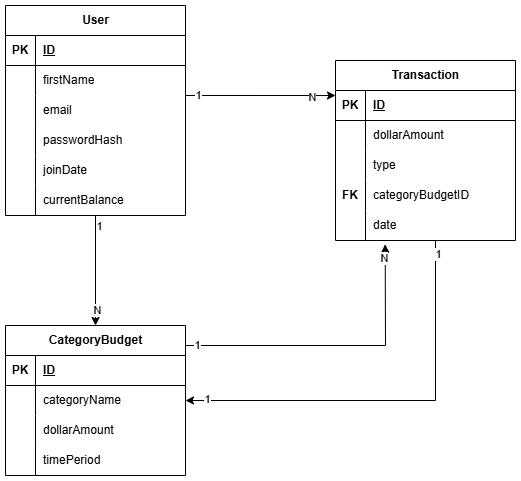 User
PK ID
firstName
email
passwordHash
joinDate
currentBalance
1
N
Transaction
PK ID
dollarAmount
type
FK categoryBudgetID
date
1
N
N
1
CategoryBudget
PK ID
categoryName
dollarAmount
timePeriod
1
1